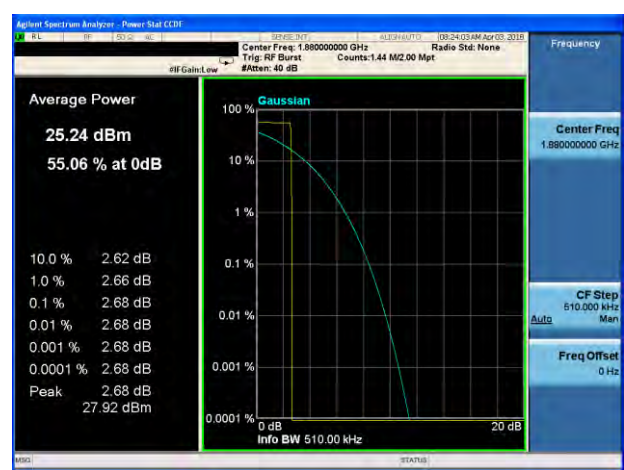 Agilent Spectrum Analyzer - Power Stat CCDF
RL RF 50 Ω AC SENSE:INT ALIGN AUTO 08:24:03 AM Apr 03, 2018
Center Freq: 1.880000000 GHz Radio Std: None
Trig: RF Burst Counts:1.44 M/2.00 Mpt
#IFGain:Low #Atten: 40 dB
Frequency
Average Power
25.24 dBm
55.06 % at 0dB
10.0 % 2.62 dB
1.0 % 2.66 dB
0.1 % 2.68 dB
0.01 % 2.68 dB
0.001 % 2.68 dB
0.0001 % 2.68 dB
Peak 2.68 dB
27.92 dBm
Gaussian
100 %
10 %
1 %
0.1 %
0.01 %
0.001 %
0.0001 %
0 dB 20 dB
Info BW 510.00 kHz
Center Freq
1.880000000 GHz
CF Step
510.000 kHz
Auto Man
Freq Offset
0 Hz
MSG STATUS